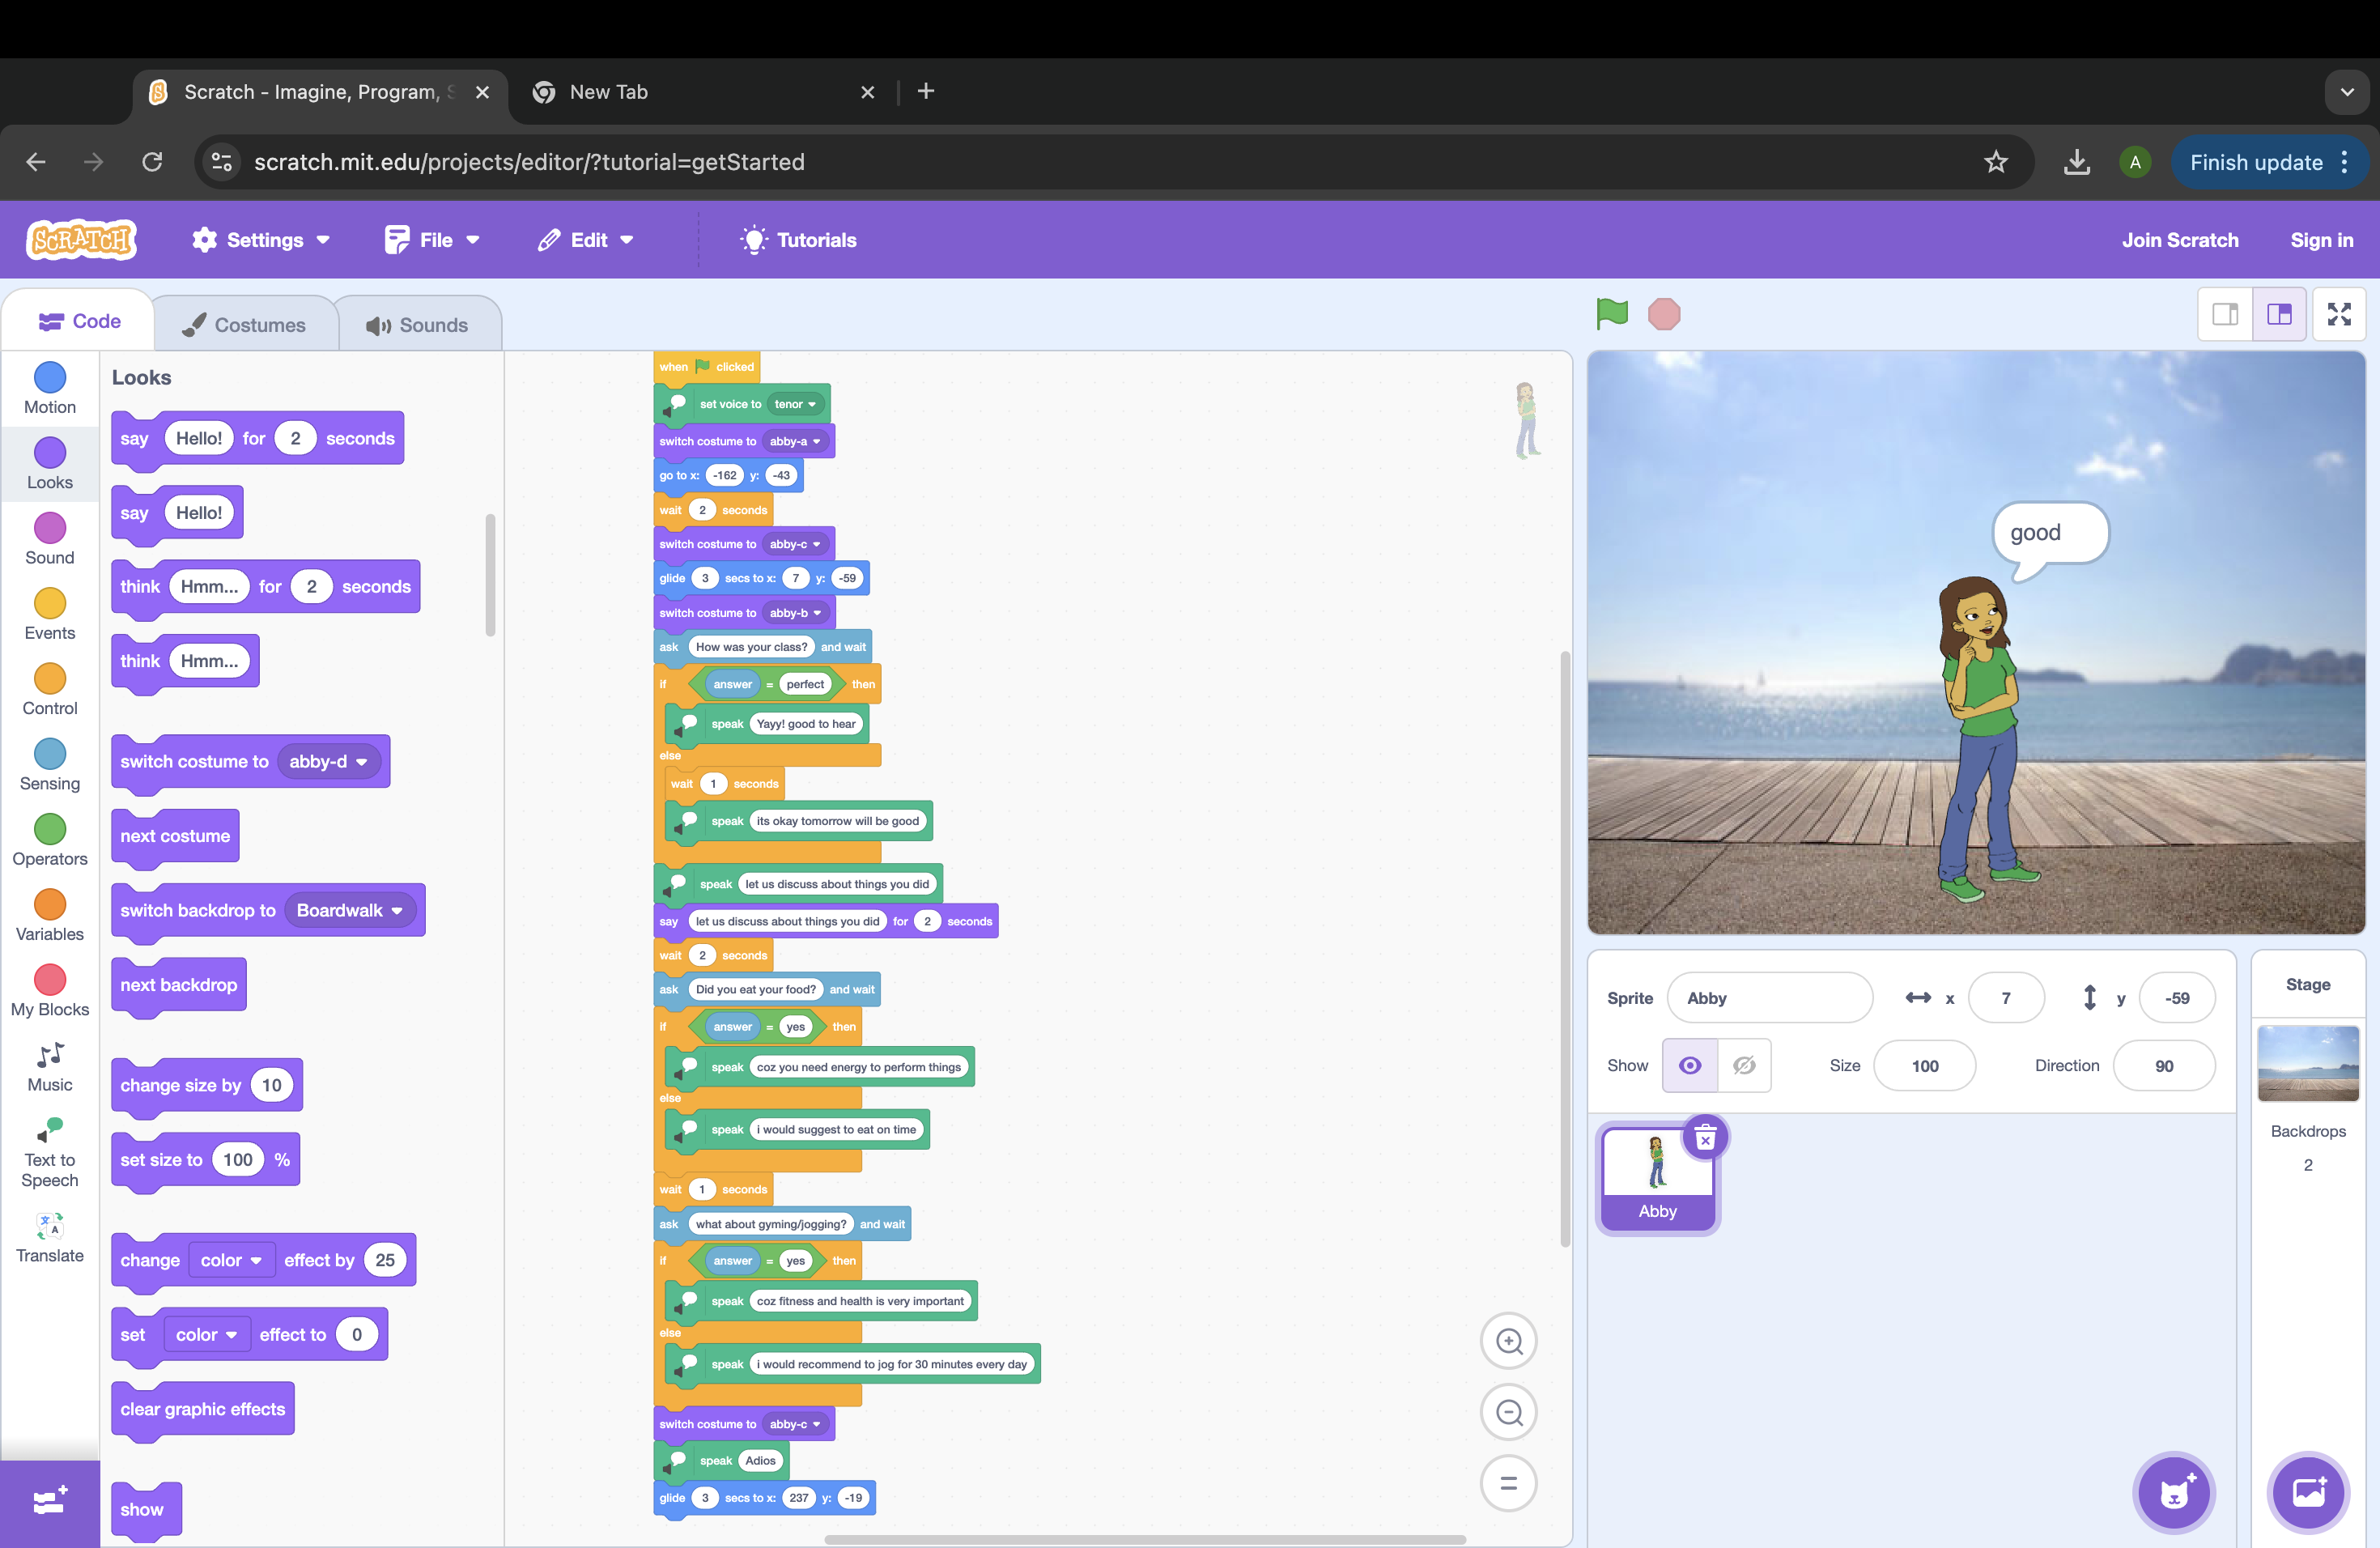 Scratch - Imagine, Program,
New Tab
scratch.mit.edu/projects/editor/?tutorial=getStarted
A
Finish update
SCRATCH
Settings
File
Edit
Tutorials
Join Scratch
Sign in
Code
Costumes
Sounds
Motion
Looks
Sound
Events
Control
Sensing
Operators
Variables
My Blocks
Music
Text to
Speech
Translate
Looks
say Hello! for 2 seconds
say Hello!
think Hmm... for 2 seconds
think Hmm...
switch costume to abby-d
next costume
switch backdrop to Boardwalk
next backdrop
change size by 10
set size to 100 %
change color effect by 25
set color effect to 0
clear graphic effects
show
when clicked
set voice to tenor
switch costume to abby-a
go to x: -162 y: -43
wait 2 seconds
switch costume to abby-c
glide 3 secs to x: 7 y: -59
switch costume to abby-b
ask How was your class? and wait
if answer = perfect then
speak Yayy! good to hear
else
wait 1 seconds
speak its okay tomorrow will be good
speak let us discuss about things you did
say let us discuss about things you did for 2 seconds
wait 2 seconds
ask Did you eat your food? and wait
if answer = yes then
speak coz you need energy to perform things
else
speak i would suggest to eat on time
wait 1 seconds
ask what about gyming/jogging? and wait
if answer = yes then
speak coz fitness and health is very important
else
speak i would recommend to jog for 30 minutes every day
switch costume to abby-c
speak Adios
glide 3 secs to x: 237 y: -19
good
Sprite Abby x 7 y -59
Show Size 100 Direction 90
Abby
Stage
Backdrops
2